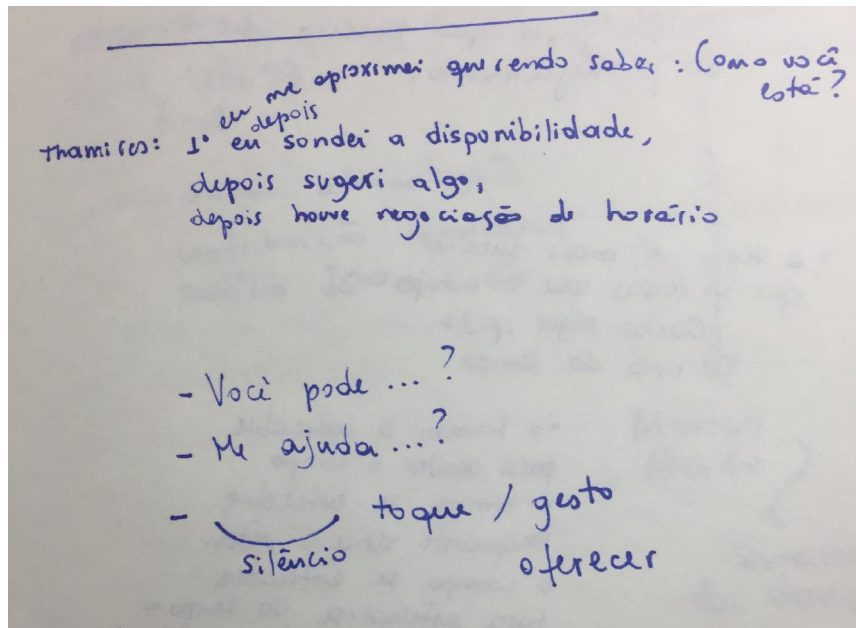 eu me aproximei querendo saber : Como você
está?
depois
Thamires: 1º eu sondei a disponibilidade,
depois sugeri algo,
depois houve negociação de horário
- Você pode ... ?
- Me ajuda ... ?
- toque / gesto
silêncio oferecer